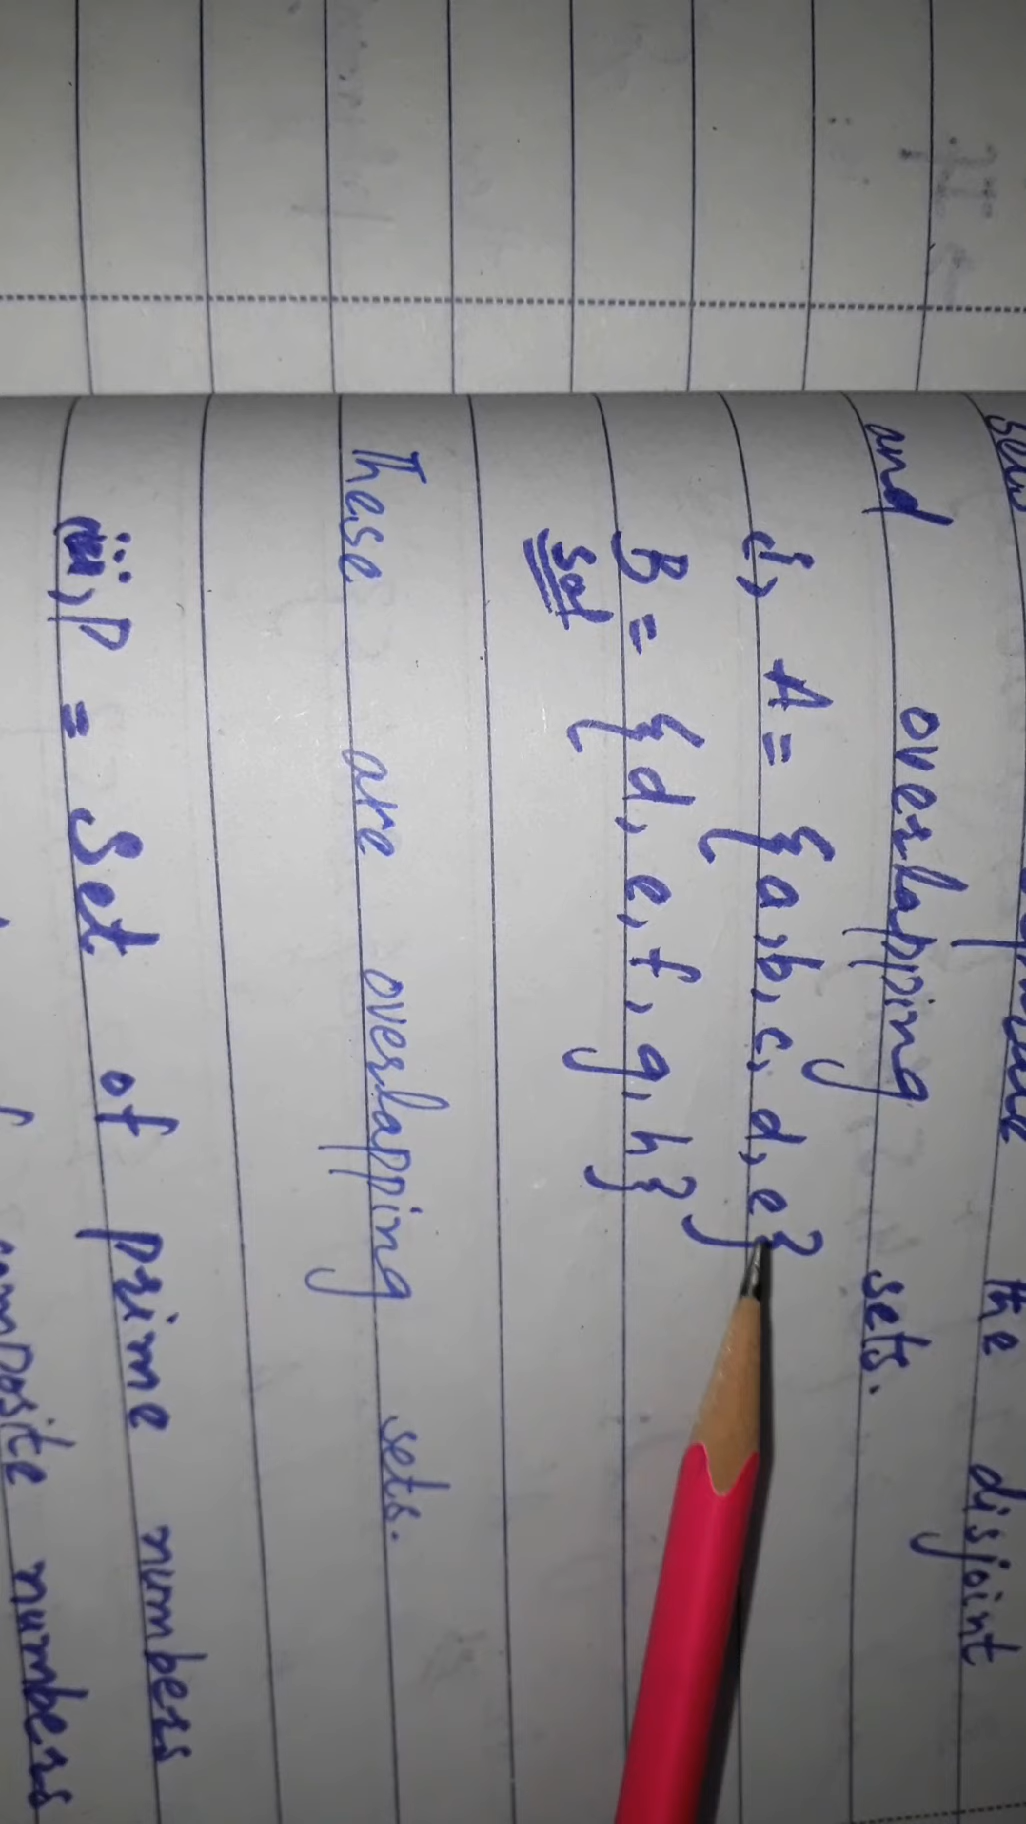 the disjoint
and overlapping sets.
i, A = {a,b,c,d,e}
B = {d,e,f,g,h}
Sol
These are overlapping sets.
iii, P = Set of prime numbers
composite numbers